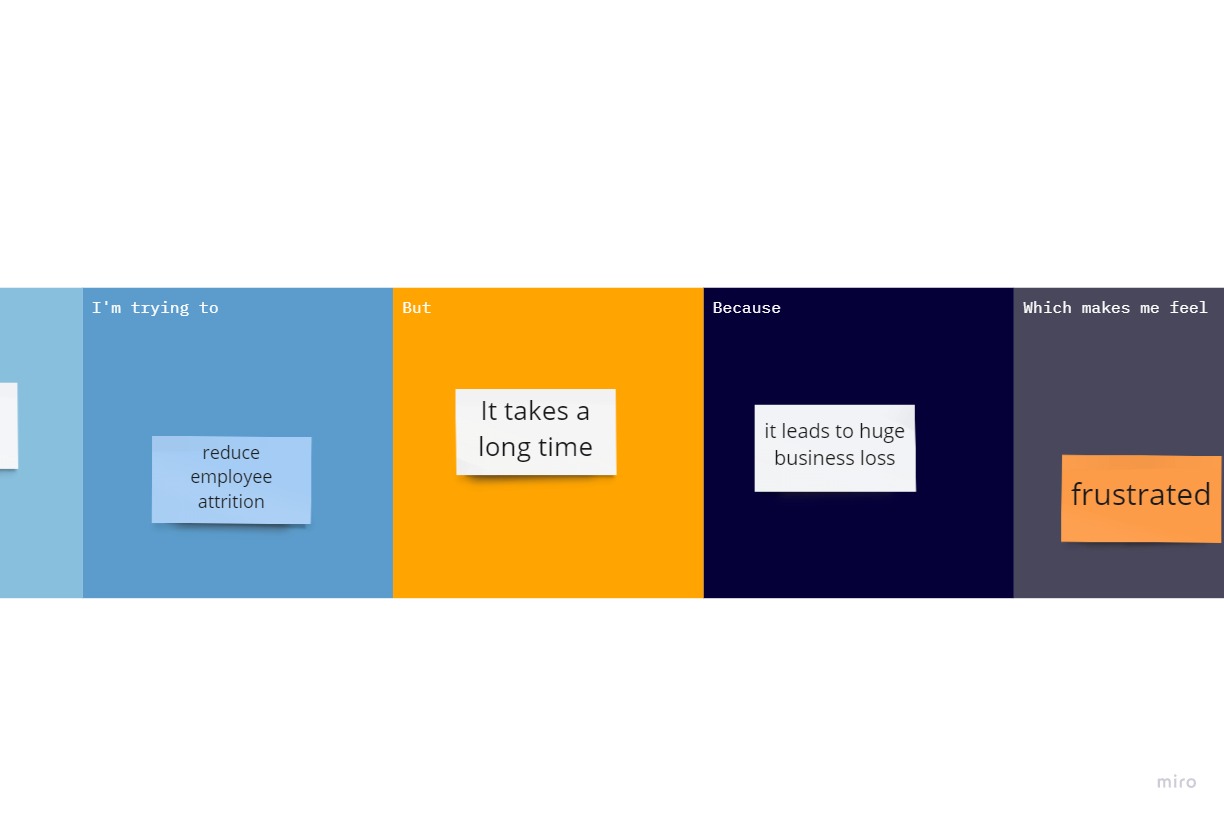 I'm trying to
reduce
employee
attrition
But
It takes a
long time
Because
it leads to huge
business loss
Which makes me feel
frustrated
miro